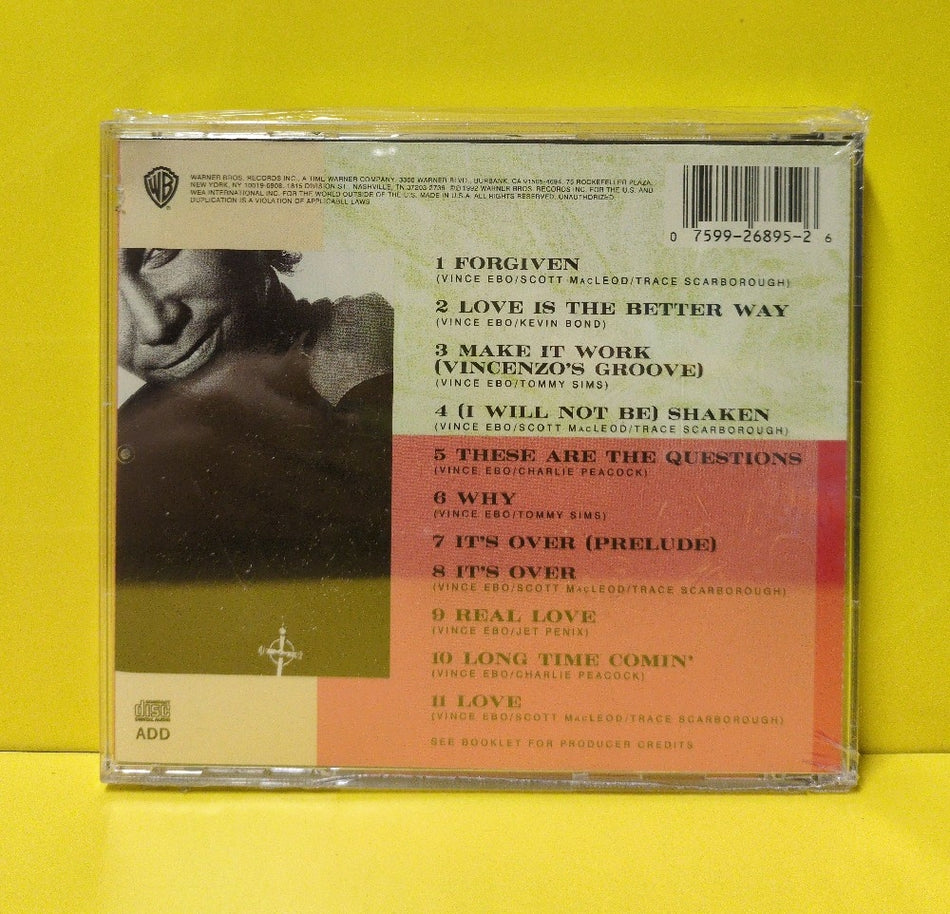 WB
WARNER BROS. RECORDS INC., A TIME WARNER COMPANY, 3300 WARNER BLVD., BURBANK, CA 91505-4694. 75 ROCKEFELLER PLAZA,
NEW YORK, NY 10019-6908. 1815 DIVISION ST., NASHVILLE, TN 37203-2739. ℗© 1992 WARNER BROS. RECORDS INC. FOR THE U.S. AND
WEA INTERNATIONAL INC. FOR THE WORLD OUTSIDE OF THE U.S. MADE IN U.S.A. ALL RIGHTS RESERVED. UNAUTHORIZED
DUPLICATION IS A VIOLATION OF APPLICABLE LAWS.
0 7599-26895-2 6
1 FORGIVEN
(VINCE EBO/SCOTT MacLEOD/TRACE SCARBOROUGH)
2 LOVE IS THE BETTER WAY
(VINCE EBO/KEVIN BOND)
3 MAKE IT WORK
(VINCENZO'S GROOVE)
(VINCE EBO/TOMMY SIMS)
4 (I WILL NOT BE) SHAKEN
(VINCE EBO/SCOTT MacLEOD/TRACE SCARBOROUGH)
5 THESE ARE THE QUESTIONS
(VINCE EBO/CHARLIE PEACOCK)
6 WHY
(VINCE EBO/TOMMY SIMS)
7 IT'S OVER (PRELUDE)
8 IT'S OVER
(VINCE EBO/SCOTT MacLEOD/TRACE SCARBOROUGH)
9 REAL LOVE
(VINCE EBO/JET PENIX)
10 LONG TIME COMIN'
(VINCE EBO/CHARLIE PEACOCK)
11 LOVE
(VINCE EBO/SCOTT MacLEOD/TRACE SCARBOROUGH)
SEE BOOKLET FOR PRODUCER CREDITS
disc
DIGITAL AUDIO
ADD